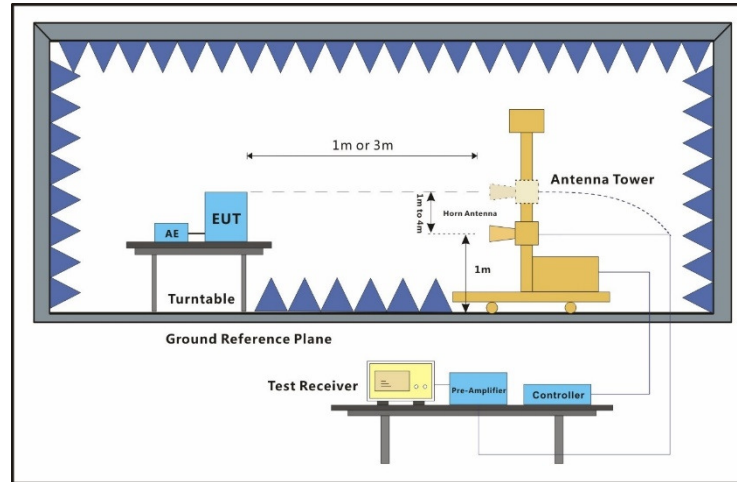 1m or 3m
Antenna Tower
1m to 4m
Horn Antenna
EUT
AE
1m
Turntable
Ground Reference Plane
Test Receiver
Pre-Amplifier
Controller